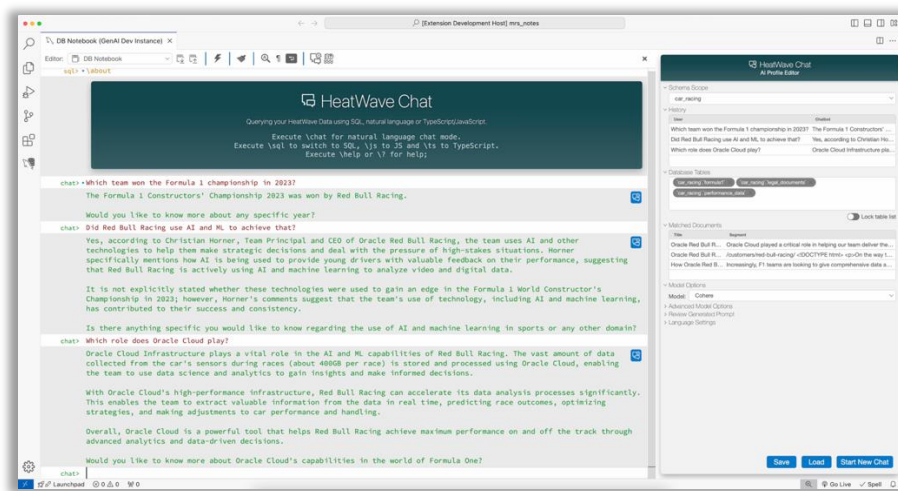 [Extension Development Host] mrs_notes
DB Notebook (GenAI Dev Instance)
Editor: DB Notebook
sql> \about
HeatWave Chat
Querying your HeatWave Data using SQL, natural language or TypeScript/JavaScript.
Execute \chat for natural language chat mode.
Execute \sql to switch to SQL, \js to JS and \ts to TypeScript.
Execute \help or \? for help;
chat> Which team won the Formula 1 championship in 2023?
The Formula 1 Constructors' Championship 2023 was won by Red Bull Racing.
Would you like to know more about any specific year?
chat> Did Red Bull Racing use AI and ML to achieve that?
Yes, according to Christian Horner, Team Principal and CEO of Oracle Red Bull Racing, the team uses AI and other
technologies to help them make strategic decisions and deal with the pressure of high-stakes situations. Horner
specifically mentions how AI is being used to provide young drivers with valuable feedback on their performance, suggesting
that Red Bull Racing is actively using AI and machine learning to analyze video and digital data.
It is not explicitly stated whether these technologies were used to gain an edge in the Formula 1 World Constructor's
Championship in 2023; however, Horner's comments suggest that the team's use of technology, including AI and machine learning,
has contributed to their success and consistency.
Is there anything specific you would like to know regarding the use of AI and machine learning in sports or any other domain?
chat> Which role does Oracle Cloud play?
Oracle Cloud Infrastructure plays a vital role in the AI and ML capabilities of Red Bull Racing. The vast amount of data
collected from the car's sensors during races (about 400GB per race) is stored and processed using Oracle Cloud, enabling
the team to use data science and analytics to gain insights and make informed decisions.
With Oracle Cloud's high-performance infrastructure, Red Bull Racing can accelerate its data analysis processes significantly.
This enables the team to extract valuable information from the data in real time, predicting race outcomes, optimizing
strategies, and making adjustments to car performance and handling.
Overall, Oracle Cloud is a powerful tool that helps Red Bull Racing achieve maximum performance on and off the track through
advanced analytics and data-driven decisions.
Would you like to know more about Oracle Cloud's capabilities in the world of Formula One?
chat>
HeatWave Chat
AI Profile Editor
Schema Scope
car_racing
History
User Chatbot
Which team won the Formula 1 championship in 2023? The Formula 1 Constructors' ...
Did Red Bull Racing use AI and ML to achieve that? Yes, according to Christian Ho...
Which role does Oracle Cloud play? Oracle Cloud Infrastructure pla...
Database Tables
`car_racing`.`formula1` `car_racing`.`legal_documents`
`car_racing`.`performance_data`
Lock table list
Matched Documents
Title Segment
Oracle Red Bull R... Oracle Cloud played a critical role in helping our team deliver the...
Oracle Red Bull R... /customers/red-bull-racing/ <!DOCTYPE html> <p>On the way t...
How Oracle Red B... Increasingly, F1 teams are looking to give comprehensive data a...
Model Options
Model: Cohere
Advanced Model Options
Review Generated Prompt
Language Settings
Save Load Start New Chat
Launchpad 0 0 0 Go Live Spell